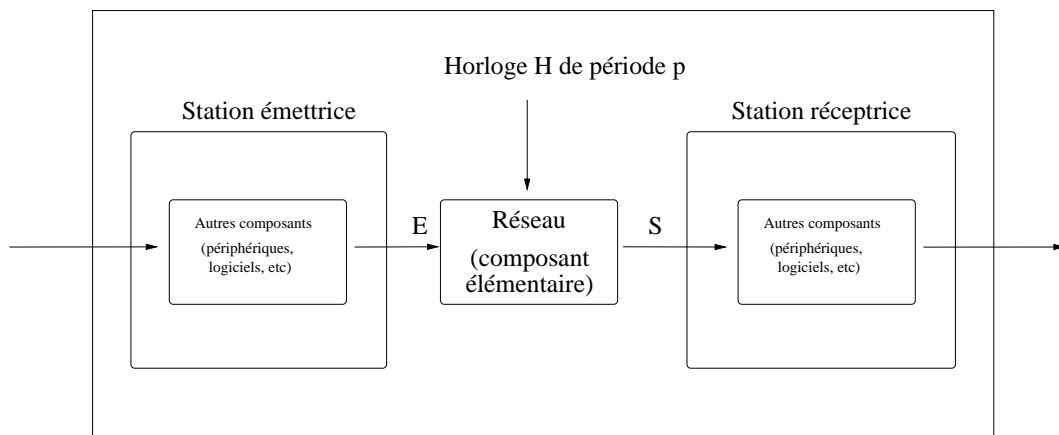 Horloge H de période p
Station émettrice
Station réceptrice
Autres composants
(périphériques,
logiciels, etc)
E
Réseau
(composant
élémentaire)
S
Autres composants
(périphériques,
logiciels, etc)